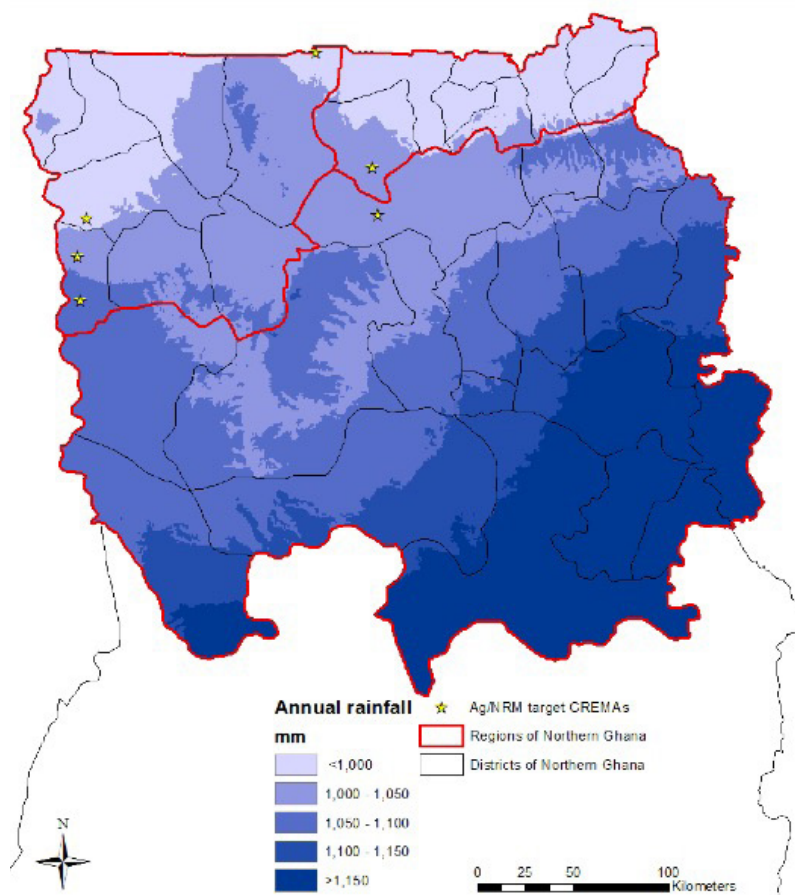 Annual rainfall
mm
<1,000
1,000 - 1,050
1,050 - 1,100
1,100 - 1,150
>1,150
Ag/NRM target CREMAs
Regions of Northern Ghana
Districts of Northern Ghana
N
0 25 50 100
Kilometers